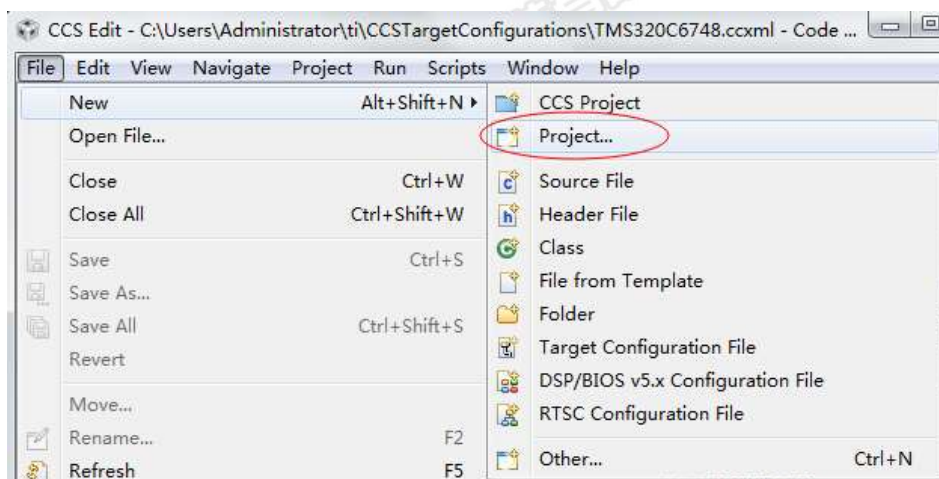 CCS Edit - C:\Users\Administrator\ti\CCSTargetConfigurations\TMS320C6748.ccxml - Code ...
File Edit View Navigate Project Run Scripts Window Help
New Alt+Shift+N
Open File...
Close Ctrl+W
Close All Ctrl+Shift+W
Save Ctrl+S
Save As...
Save All Ctrl+Shift+S
Revert
Move...
Rename... F2
Refresh F5
CCS Project
Project...
Source File
Header File
Class
File from Template
Folder
Target Configuration File
DSP/BIOS v5.x Configuration File
RTSC Configuration File
Other... Ctrl+N